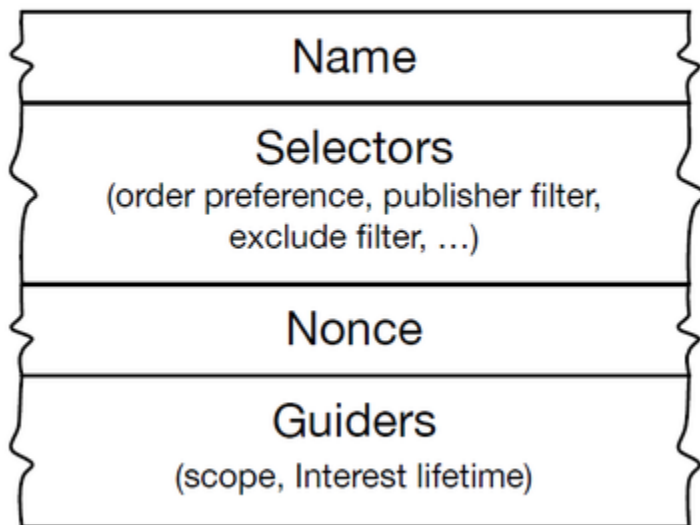 Name
Selectors
(order preference, publisher filter,
exclude filter, …)
Nonce
Guiders
(scope, Interest lifetime)